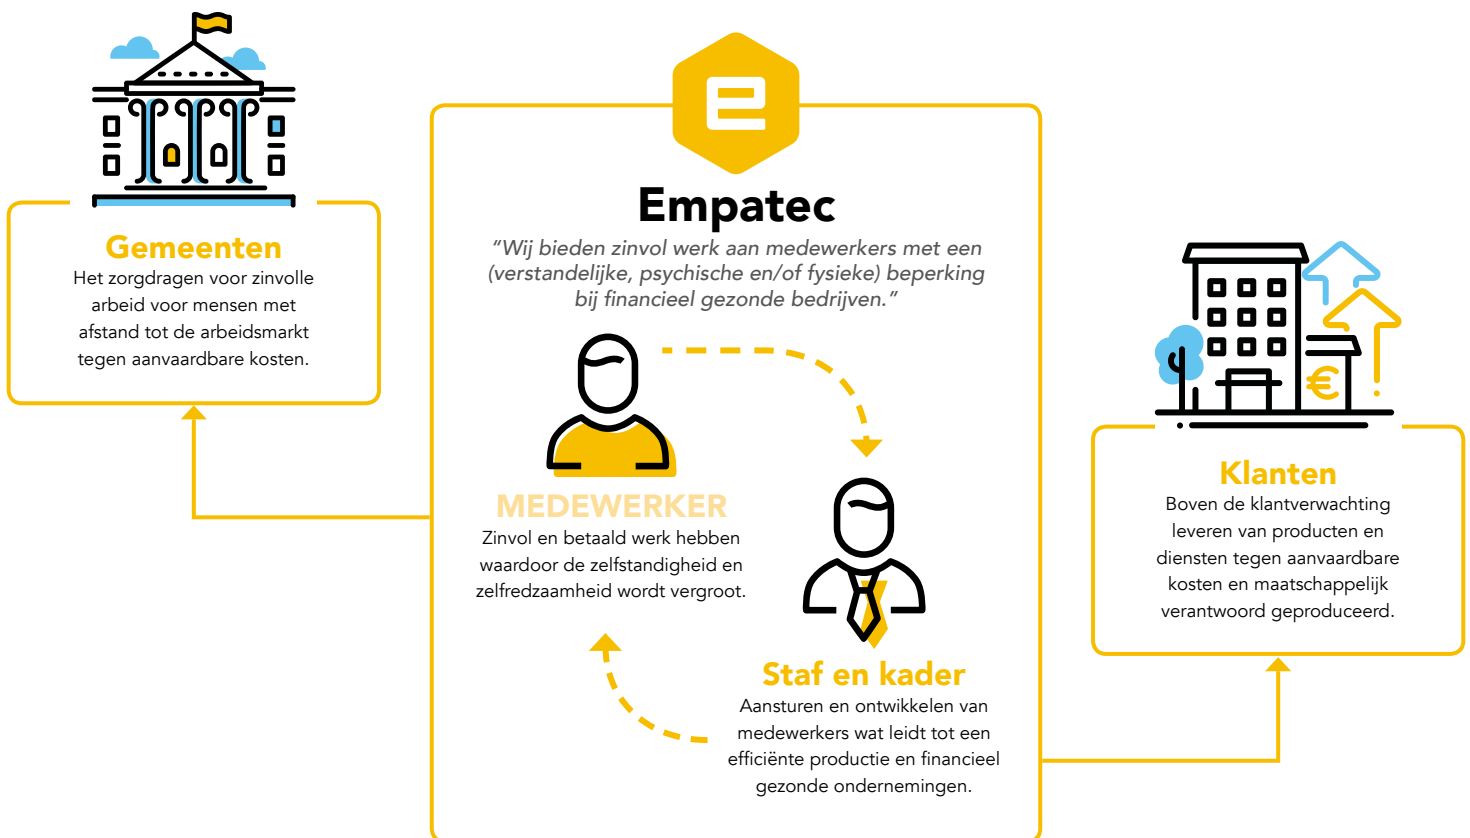 Gemeenten
Het zorgdragen voor zinvolle
arbeid voor mensen met
afstand tot de arbeidsmarkt
tegen aanvaardbare kosten.
e
Empatec
“Wij bieden zinvol werk aan medewerkers met een
(verstandelijke, psychische en/of fysieke) beperking
bij financieel gezonde bedrijven.”
MEDEWERKER
Zinvol en betaald werk hebben
waardoor de zelfstandigheid en
zelfredzaamheid wordt vergroot.
Staf en kader
Aansturen en ontwikkelen van
medewerkers wat leidt tot een
efficiënte productie en financieel
gezonde ondernemingen.
€
Klanten
Boven de klantverwachting
leveren van producten en
diensten tegen aanvaardbare
kosten en maatschappelijk
verantwoord geproduceerd.